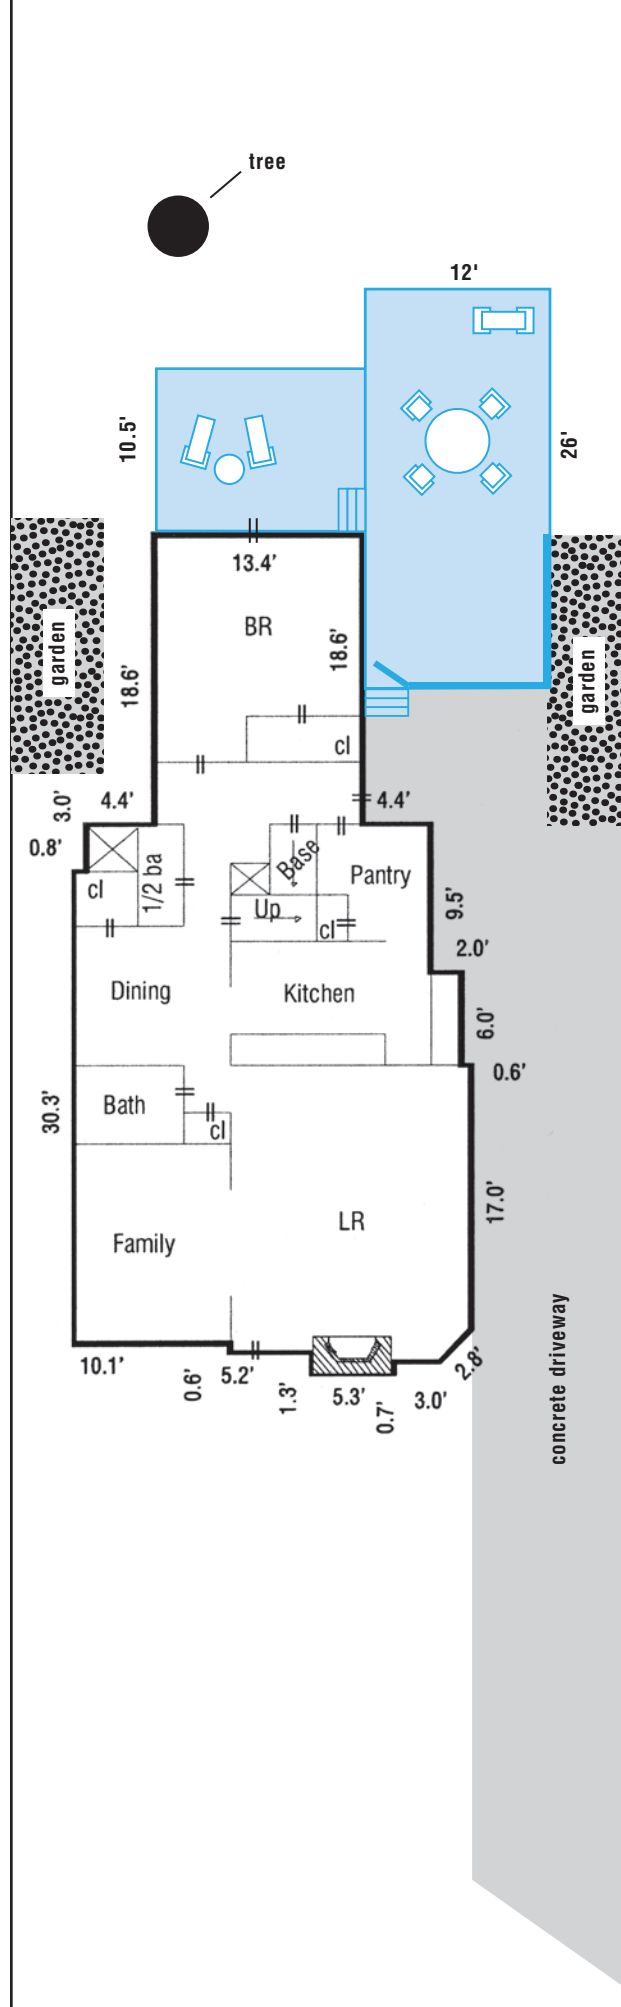 tree
12'
10.5'
26'
13.4'
BR
18.6'
18.6'
garden
garden
cl
3.0'
4.4'
4.4'
0.8'
cl
1/2 ba
Base
Pantry
Up
cl
9.5'
2.0'
Dining
Kitchen
6.0'
0.6'
30.3'
Bath
cl
17.0'
LR
Family
concrete driveway
10.1'
0.6'
5.2'
1.3'
5.3'
0.7'
3.0'
2.8'